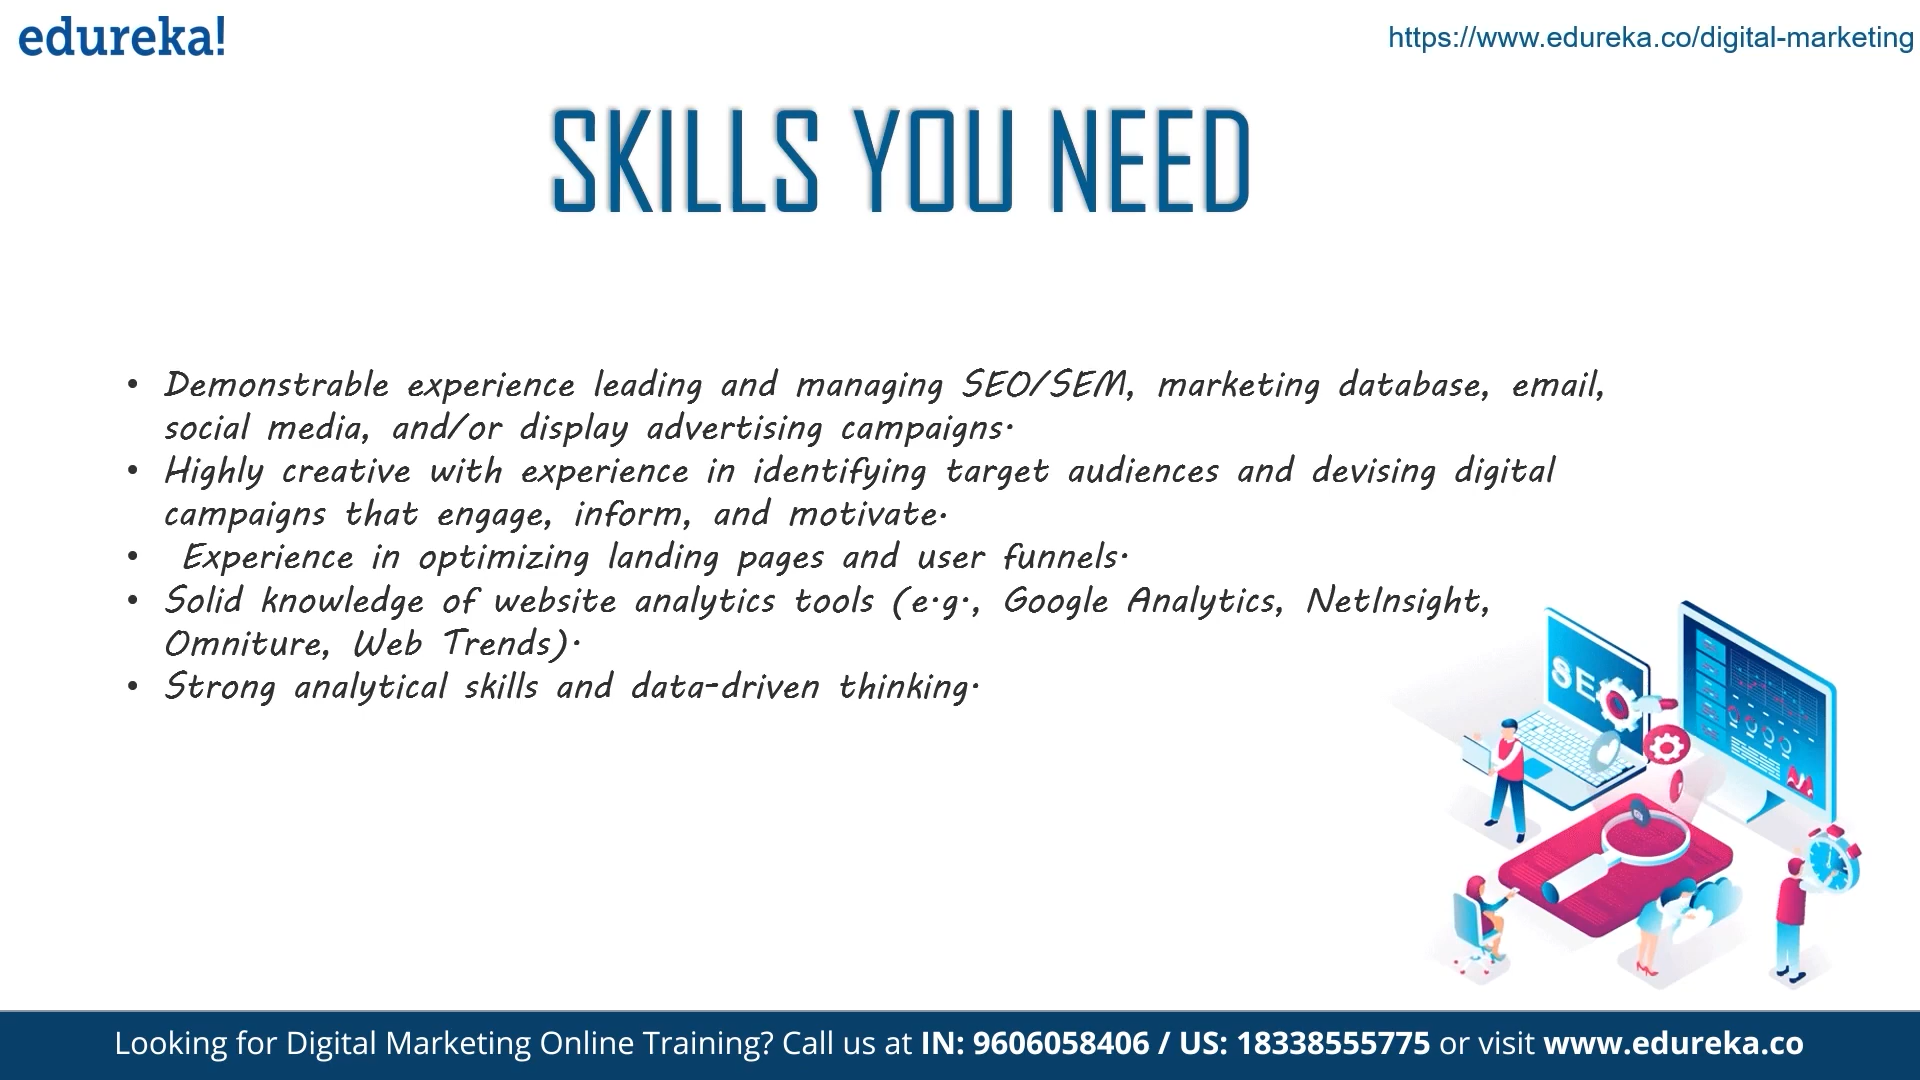 edureka!
https://www.edureka.co/digital-marketing
SKILLS YOU NEED
• Demonstrable experience leading and managing SEO/SEM, marketing database, email,
social media, and/or display advertising campaigns.
• Highly creative with experience in identifying target audiences and devising digital
campaigns that engage, inform, and motivate.
• Experience in optimizing landing pages and user funnels.
• Solid knowledge of website analytics tools (e.g., Google Analytics, NetInsight,
Omniture, Web Trends).
• Strong analytical skills and data-driven thinking.
SEO
Looking for Digital Marketing Online Training? Call us at IN: 9606058406 / US: 18338555775 or visit www.edureka.co